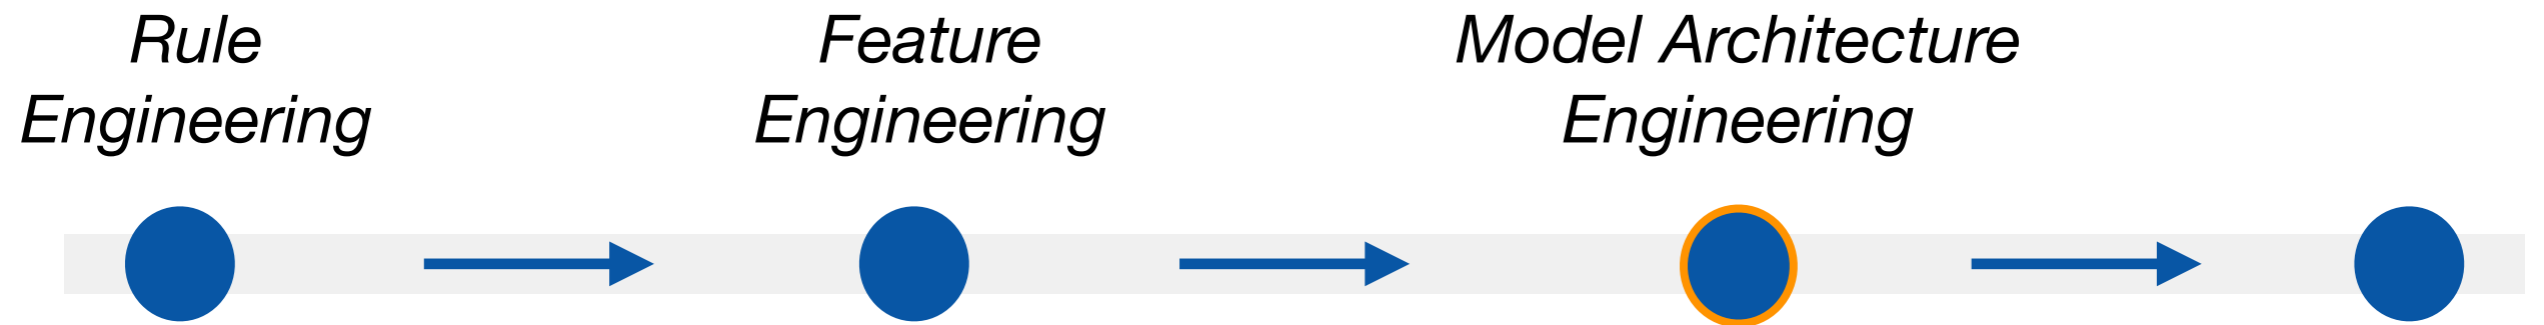 Rule
Engineering
Feature
Engineering
Model Architecture
Engineering